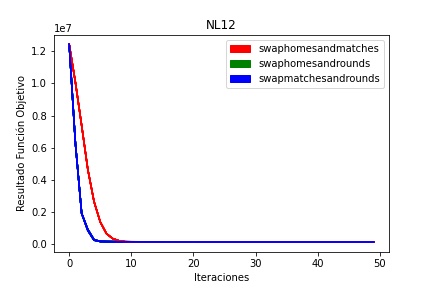 NL12
1e7
swaphomesandmatches
swaphomesandrounds
swapmatchesandrounds
1.2
1.0
0.8
0.6
0.4
0.2
0.0
Resultado Función Objetivo
0 10 20 30 40 50
Iteraciones